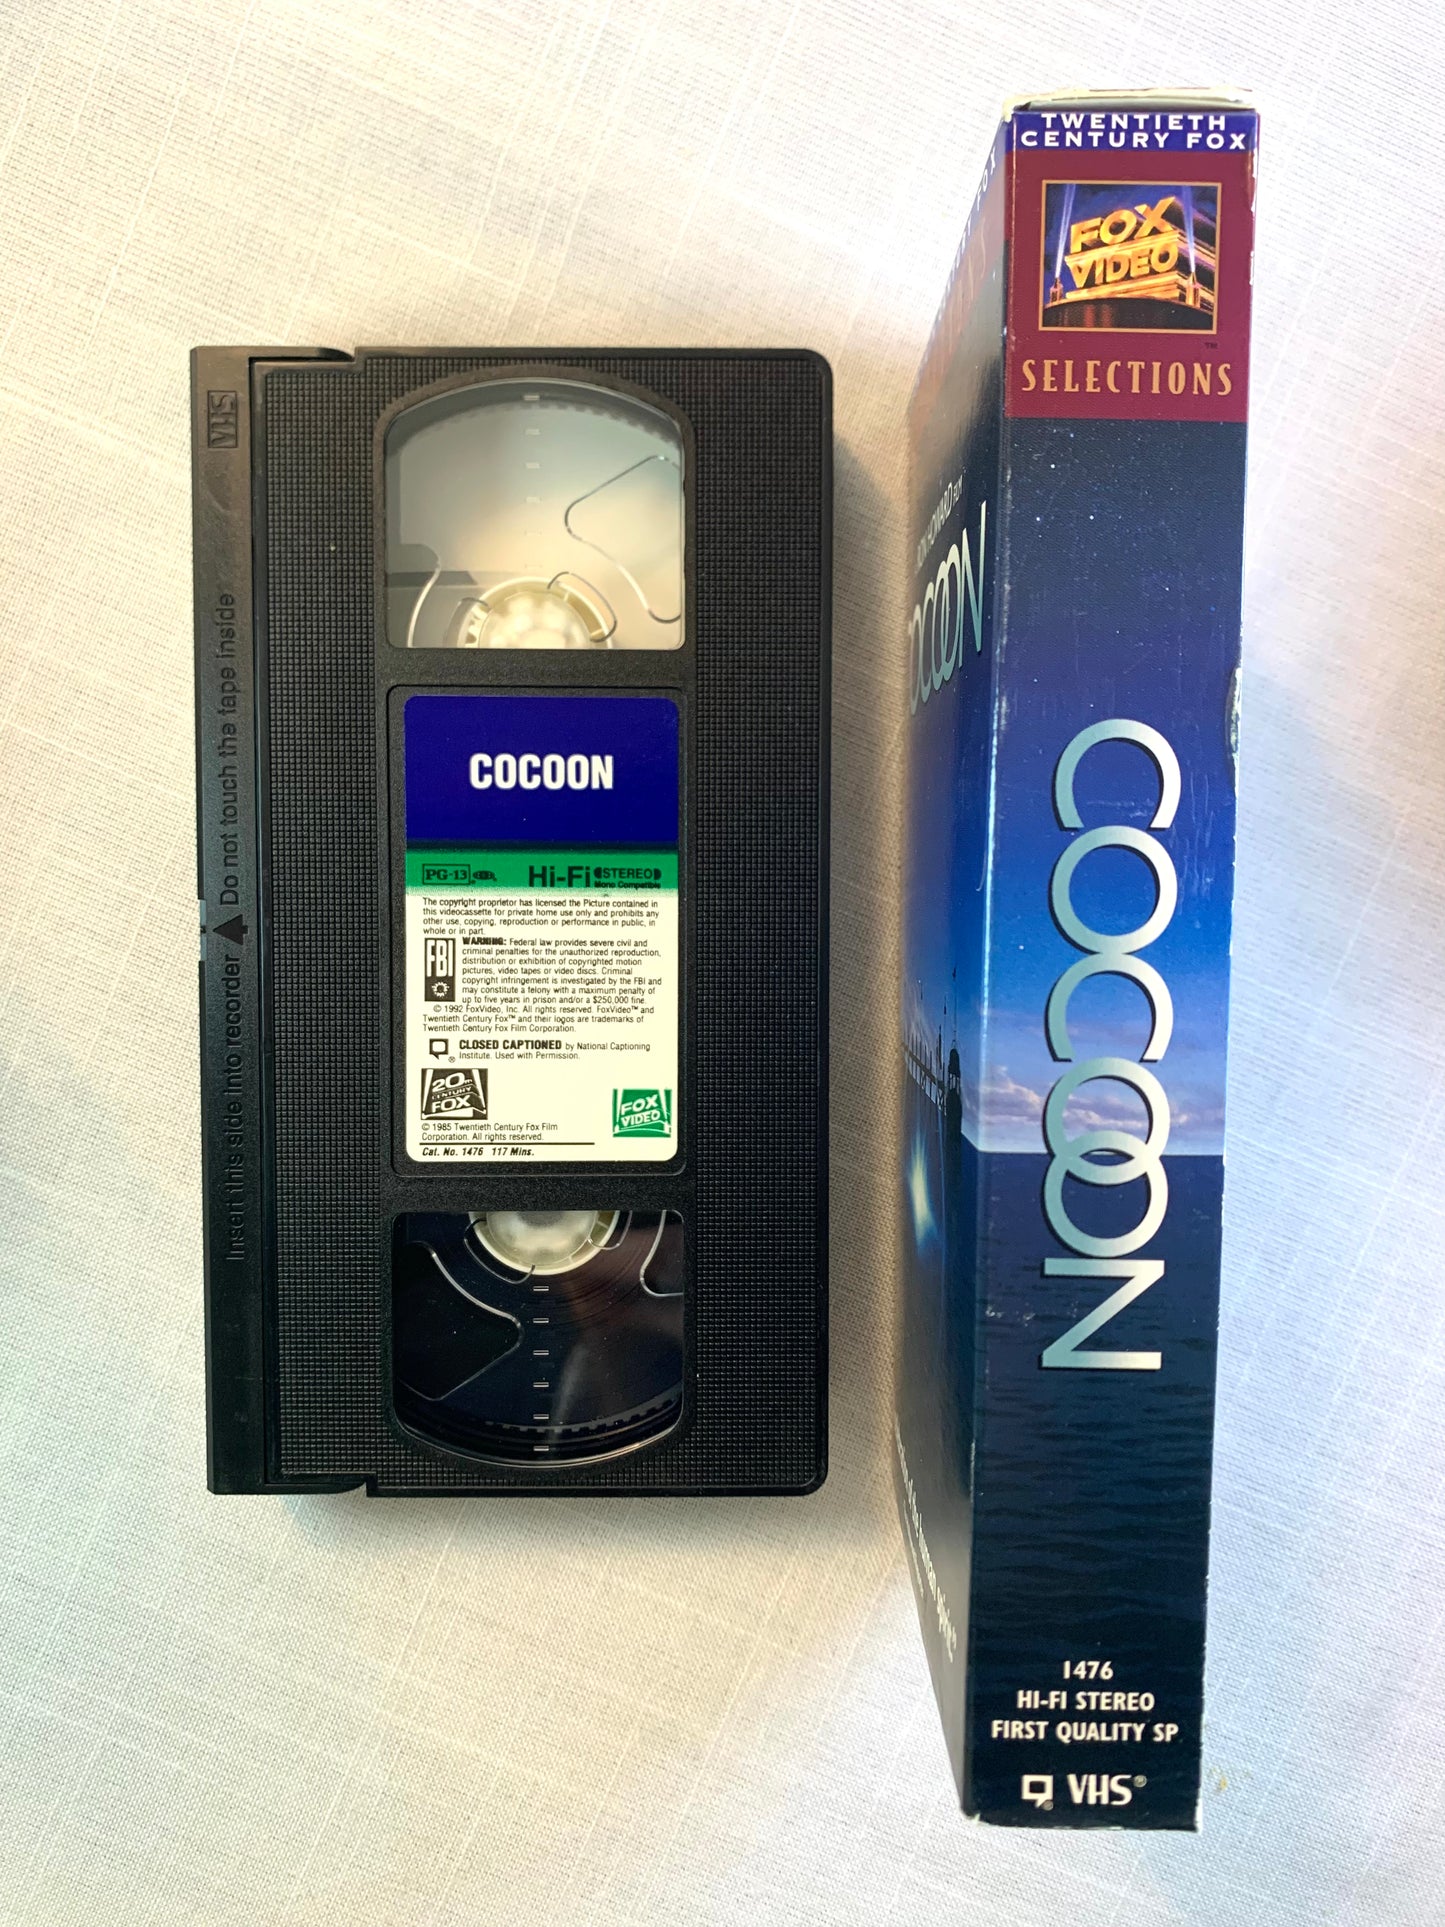 VHS
Insert this side into recorder ▲ Do not touch the tape inside
COCOON
PG-13
Hi-Fi STEREO
Mono Compatible
The copyright proprietor has licensed the Picture contained in
this videocassette for private home use only and prohibits any
other use, copying, reproduction or performance in public, in
whole or in part.
FBI
WARNING: Federal law provides severe civil and
criminal penalties for the unauthorized reproduction,
distribution or exhibition of copyrighted motion
pictures, video tapes or video discs. Criminal
copyright infringement is investigated by the FBI and
may constitute a felony with a maximum penalty of
up to five years in prison and/or a $250,000 fine.
© 1992 FoxVideo, Inc. All rights reserved. FoxVideo™ and
Twentieth Century Fox™ and their logos are trademarks of
Twentieth Century Fox Film Corporation.
CLOSED CAPTIONED by National Captioning
® Institute. Used with Permission.
20th
CENTURY
FOX
FOX
VIDEO
© 1985 Twentieth Century Fox Film
Corporation. All rights reserved.
Cat. No. 1476 117 Mins.
RON HOWARD FILM
COCOON
of the human spirit."
TWENTIETH
CENTURY FOX
FOX
VIDEO
™
SELECTIONS
COCOON
1476
HI-FI STEREO
FIRST QUALITY SP
® VHS®